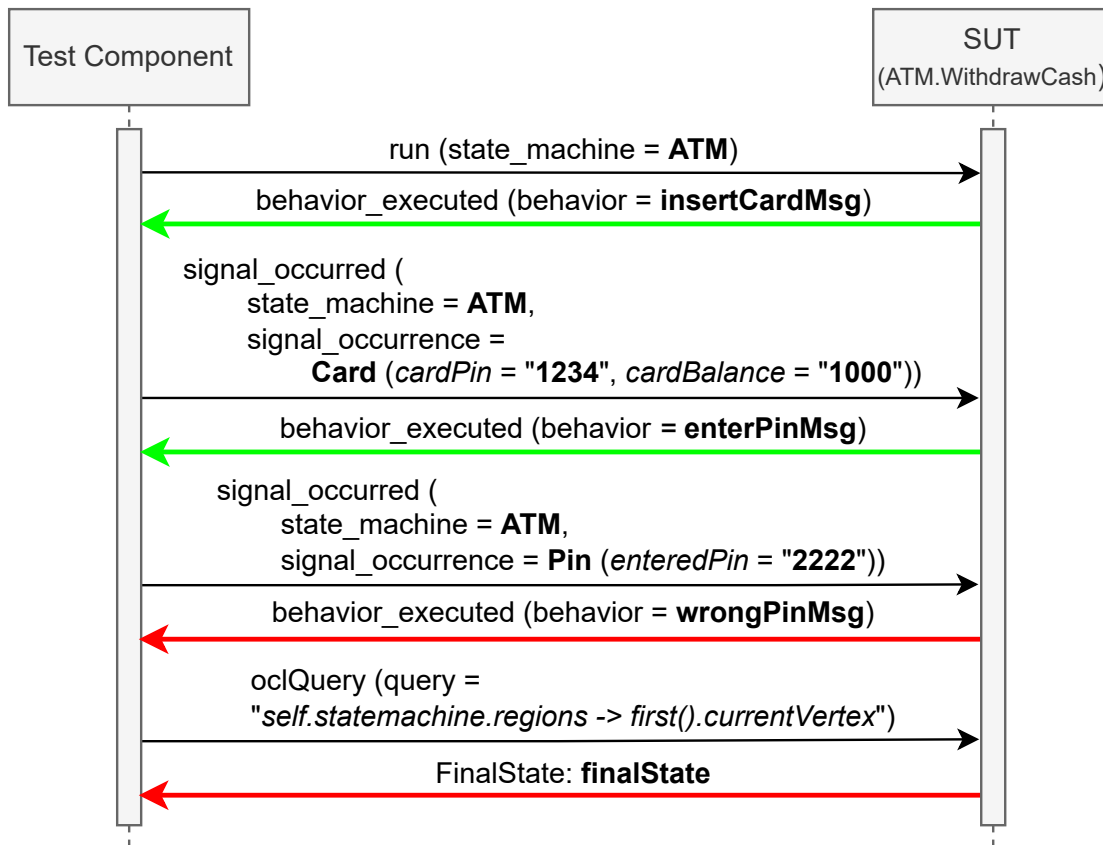 Test Component
SUT
(ATM.WithdrawCash)
run (state_machine = ATM)
behavior_executed (behavior = insertCardMsg)
signal_occurred (
state_machine = ATM,
signal_occurrence =
Card (cardPin = "1234", cardBalance = "1000"))
behavior_executed (behavior = enterPinMsg)
signal_occurred (
state_machine = ATM,
signal_occurrence = Pin (enteredPin = "2222"))
behavior_executed (behavior = wrongPinMsg)
oclQuery (query =
"self.statemachine.regions -> first().currentVertex")
FinalState: finalState